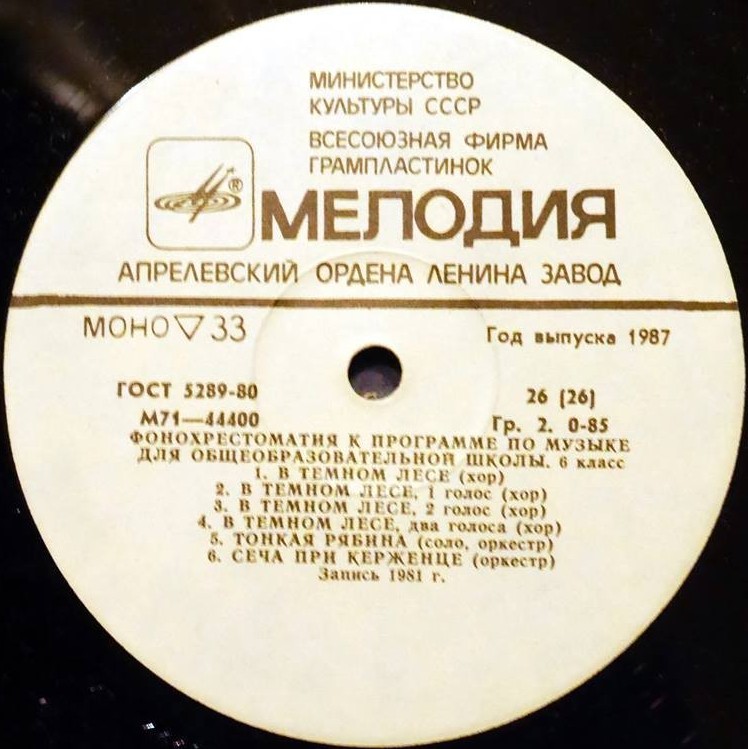 МИНИСТЕРСТВО
КУЛЬТУРЫ СССР
ВСЕСОЮЗНАЯ ФИРМА
ГРАМПЛАСТИНОК
®
МЕЛОДИЯ
АПРЕЛЕВСКИЙ ОРДЕНА ЛЕНИНА ЗАВОД
МОНО ▽ 33
Год выпуска 1987
ГОСТ 5289-80
26 (26)
М71—44400
Гр. 2. 0-85
ФОНОХРЕСТОМАТИЯ К ПРОГРАММЕ ПО МУЗЫКЕ
ДЛЯ ОБЩЕОБРАЗОВАТЕЛЬНОЙ ШКОЛЫ. 6 класс
1. В ТЕМНОМ ЛЕСЕ (хор)
2. В ТЕМНОМ ЛЕСЕ, 1 голос (хор)
3. В ТЕМНОМ ЛЕСЕ, 2 голос (хор)
4. В ТЕМНОМ ЛЕСЕ, два голоса (хор)
5. ТОНКАЯ РЯБИНА (соло, оркестр)
6. СЕЧА ПРИ КЕРЖЕНЦЕ (оркестр)
Запись 1981 г.